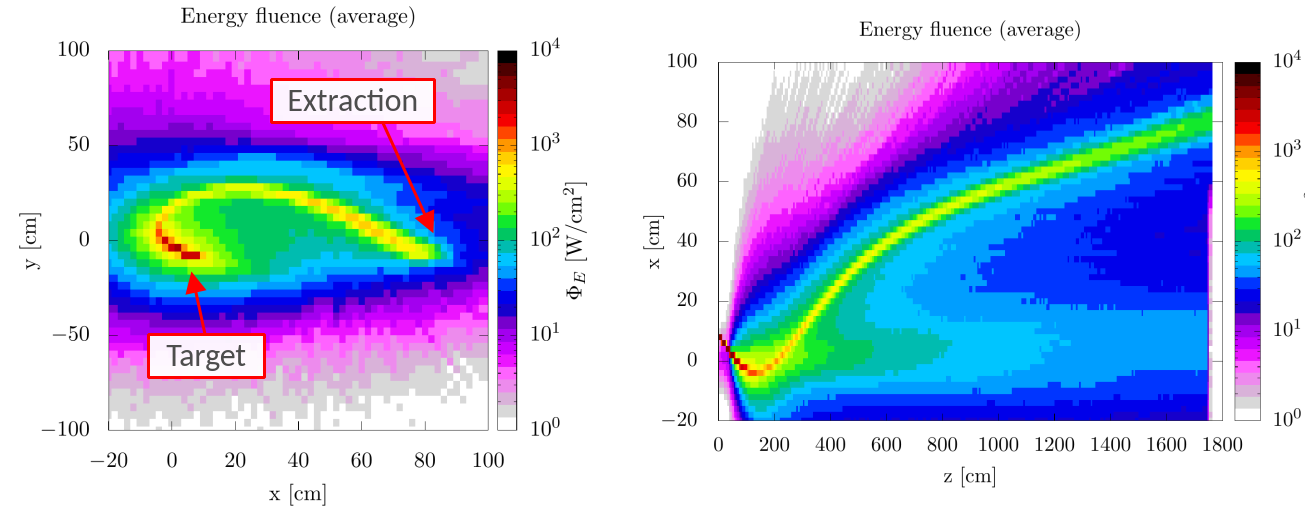 Energy fluence (average)
100
50
0
−50
−100
y [cm]
−20 0 20 40 60 80 100
x [cm]
Extraction
Target
10^4
10^3
10^2
10^1
10^0
Φ_E [W/cm^2]
Energy fluence (average)
100
80
60
40
20
0
−20
x [cm]
0 200 400 600 800 1000 1200 1400 1600 1800
z [cm]
10^4
10^3
10^2
10^1
10^0